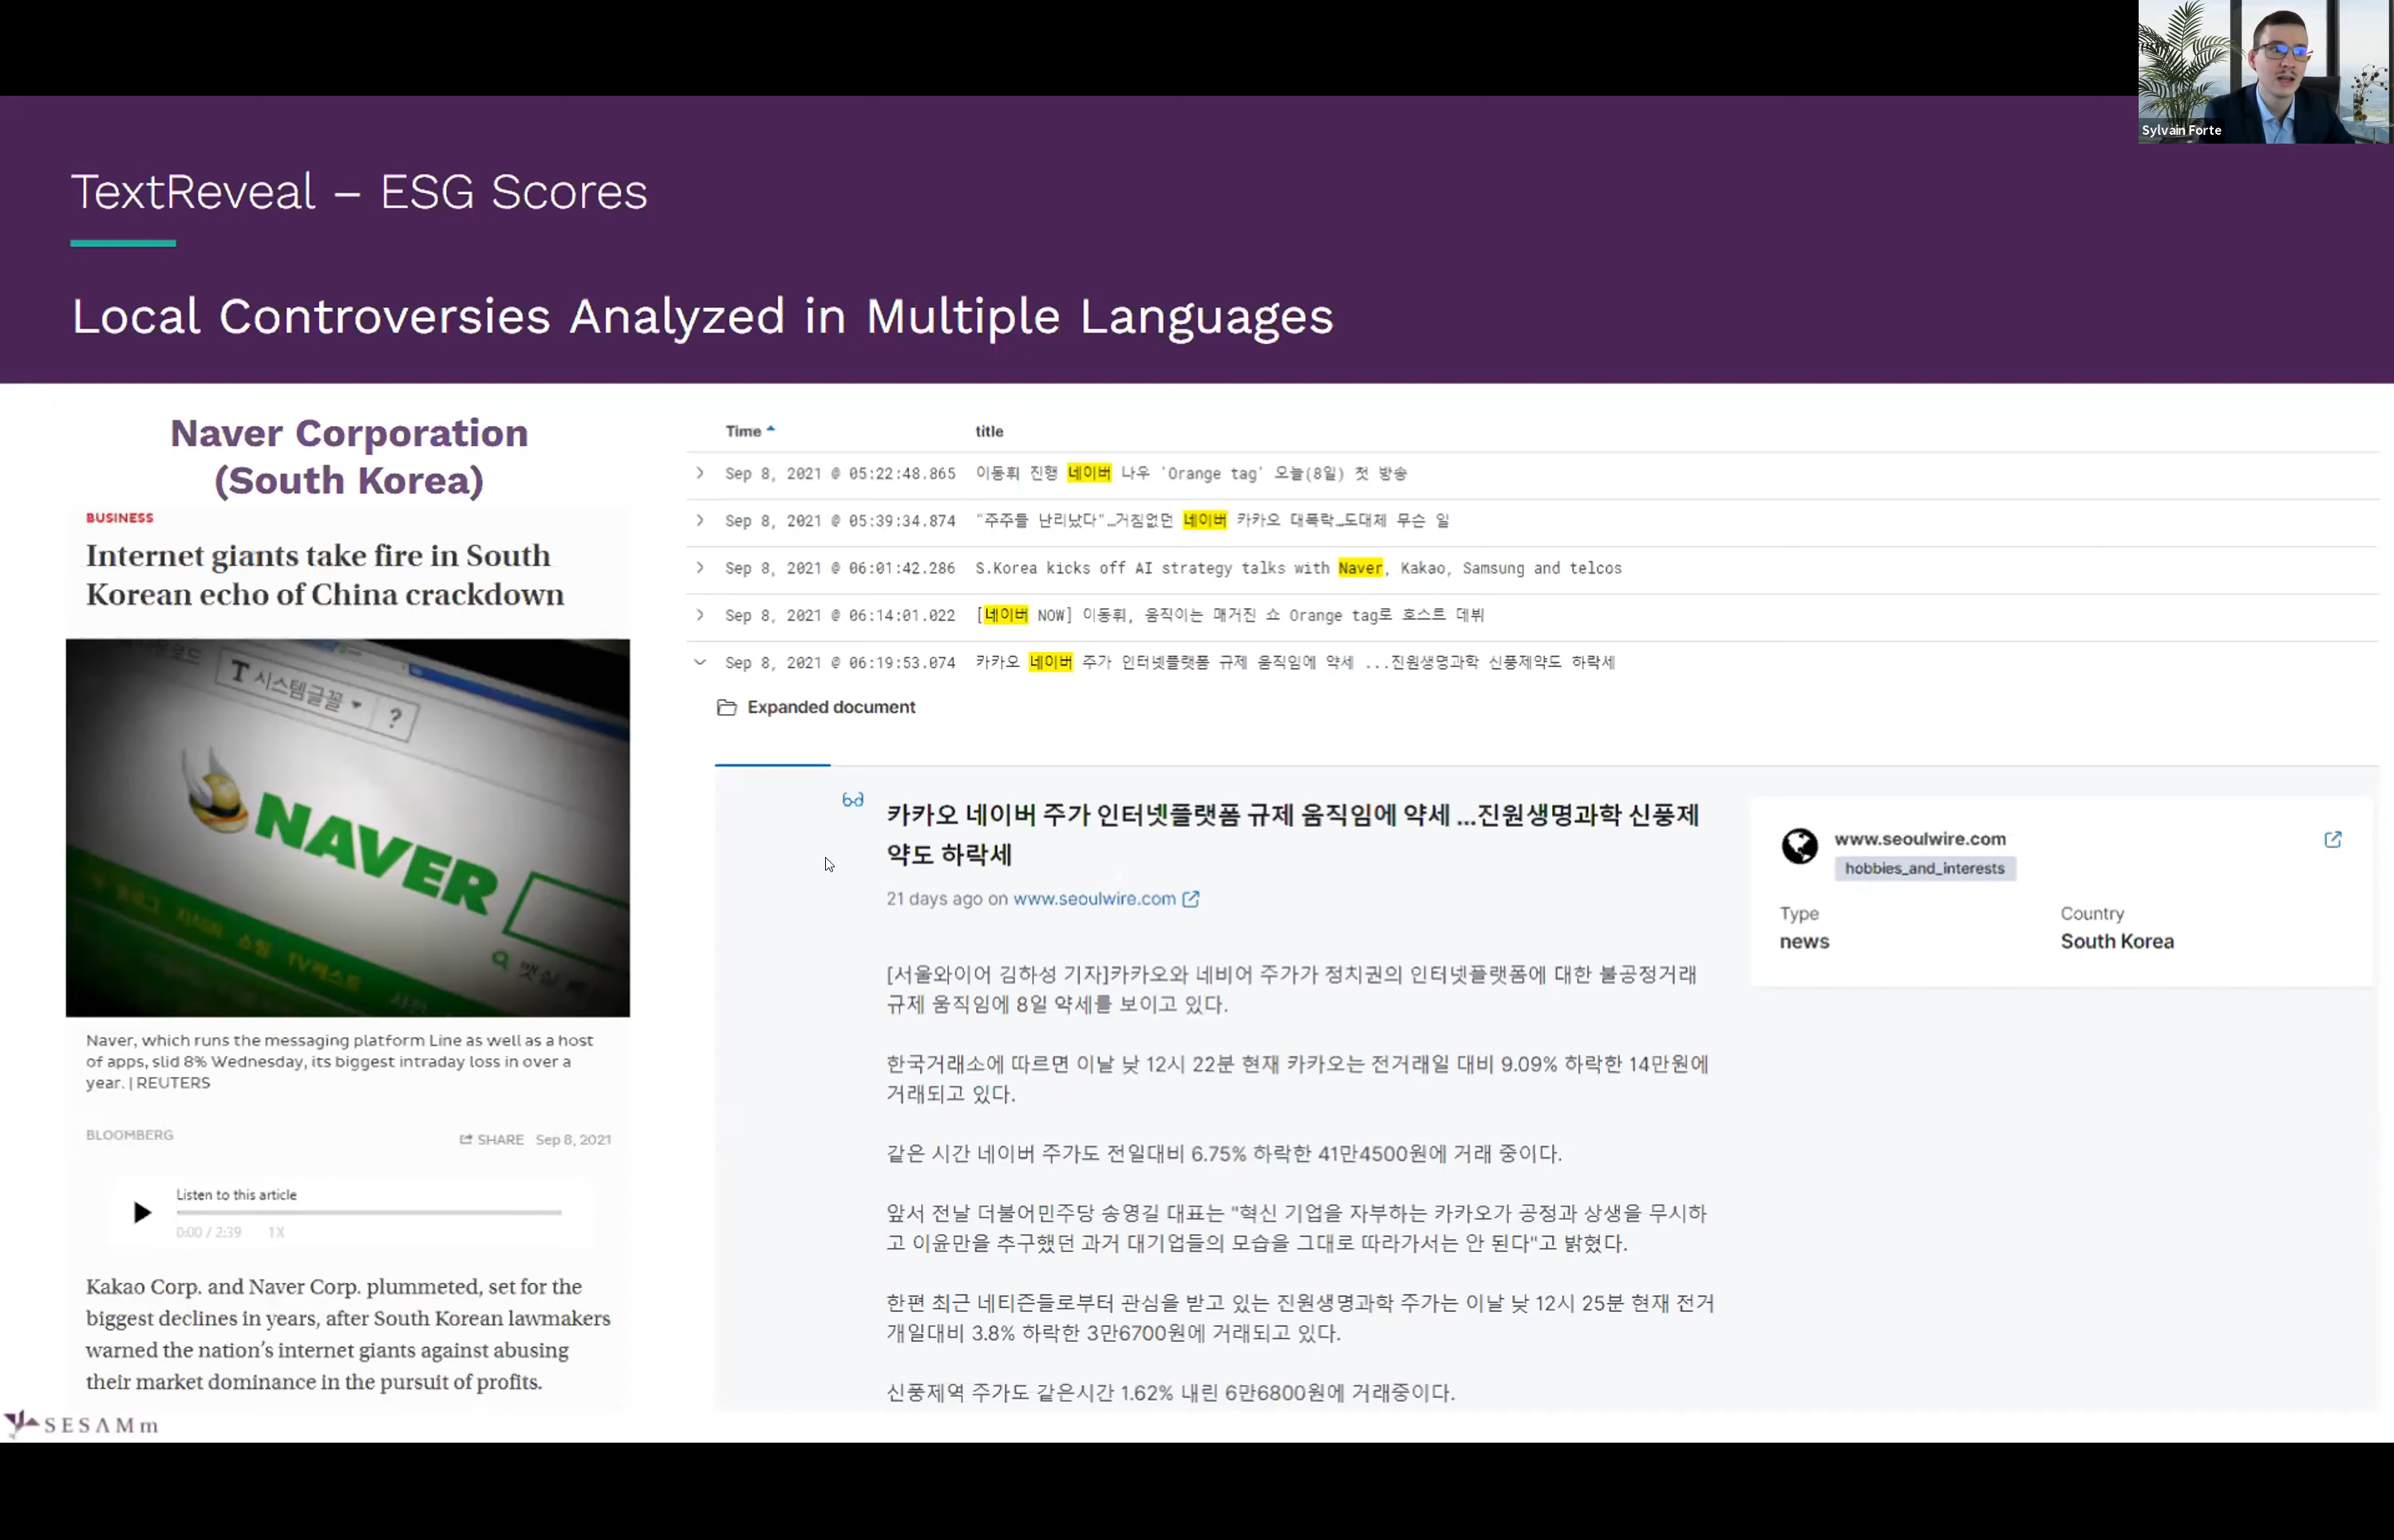 Sylvain Forte
TextReveal – ESG Scores
Local Controversies Analyzed in Multiple Languages
Naver Corporation
(South Korea)
BUSINESS
Internet giants take fire in South
Korean echo of China crackdown
T 시스템글꼴 ?
NAVER
TV캐스트
Naver, which runs the messaging platform Line as well as a host
of apps, slid 8% Wednesday, its biggest intraday loss in over a
year. | REUTERS
BLOOMBERG SHARE Sep 8, 2021
Listen to this article
0:00 / 2:39 1X
Kakao Corp. and Naver Corp. plummeted, set for the
biggest declines in years, after South Korean lawmakers
warned the nation's internet giants against abusing
their market dominance in the pursuit of profits.
SESAMm
Time title
Sep 8, 2021 @ 05:22:48.865 이동휘 진행 네이버 나우 'Orange tag' 오늘(8일) 첫 방송
Sep 8, 2021 @ 05:39:34.874 "주주들 난리났다"…거침없던 네이버 카카오 대폭락…도대체 무슨 일
Sep 8, 2021 @ 06:01:42.286 S.Korea kicks off AI strategy talks with Naver, Kakao, Samsung and telcos
Sep 8, 2021 @ 06:14:01.022 [네이버 NOW] 이동휘, 움직이는 매거진 쇼 Orange tag로 호스트 데뷔
Sep 8, 2021 @ 06:19:53.074 카카오 네이버 주가 인터넷플랫폼 규제 움직임에 약세 ...진원생명과학 신풍제약도 하락세
Expanded document
카카오 네이버 주가 인터넷플랫폼 규제 움직임에 약세 ...진원생명과학 신풍제
약도 하락세
21 days ago on www.seoulwire.com
[서울와이어 김하성 기자]카카오와 네비어 주가가 정치권의 인터넷플랫폼에 대한 불공정거래
규제 움직임에 8일 약세를 보이고 있다.
한국거래소에 따르면 이날 낮 12시 22분 현재 카카오는 전거래일 대비 9.09% 하락한 14만원에
거래되고 있다.
같은 시간 네이버 주가도 전일대비 6.75% 하락한 41만4500원에 거래 중이다.
앞서 전날 더불어민주당 송영길 대표는 "혁신 기업을 자부하는 카카오가 공정과 상생을 무시하
고 이윤만을 추구했던 과거 대기업들의 모습을 그대로 따라가서는 안 된다"고 밝혔다.
한편 최근 네티즌들로부터 관심을 받고 있는 진원생명과학 주가는 이날 낮 12시 25분 현재 전거
개일대비 3.8% 하락한 3만6700원에 거래되고 있다.
신풍제역 주가도 같은시간 1.62% 내린 6만6800원에 거래중이다.
www.seoulwire.com
hobbies_and_interests
Type Country
news South Korea